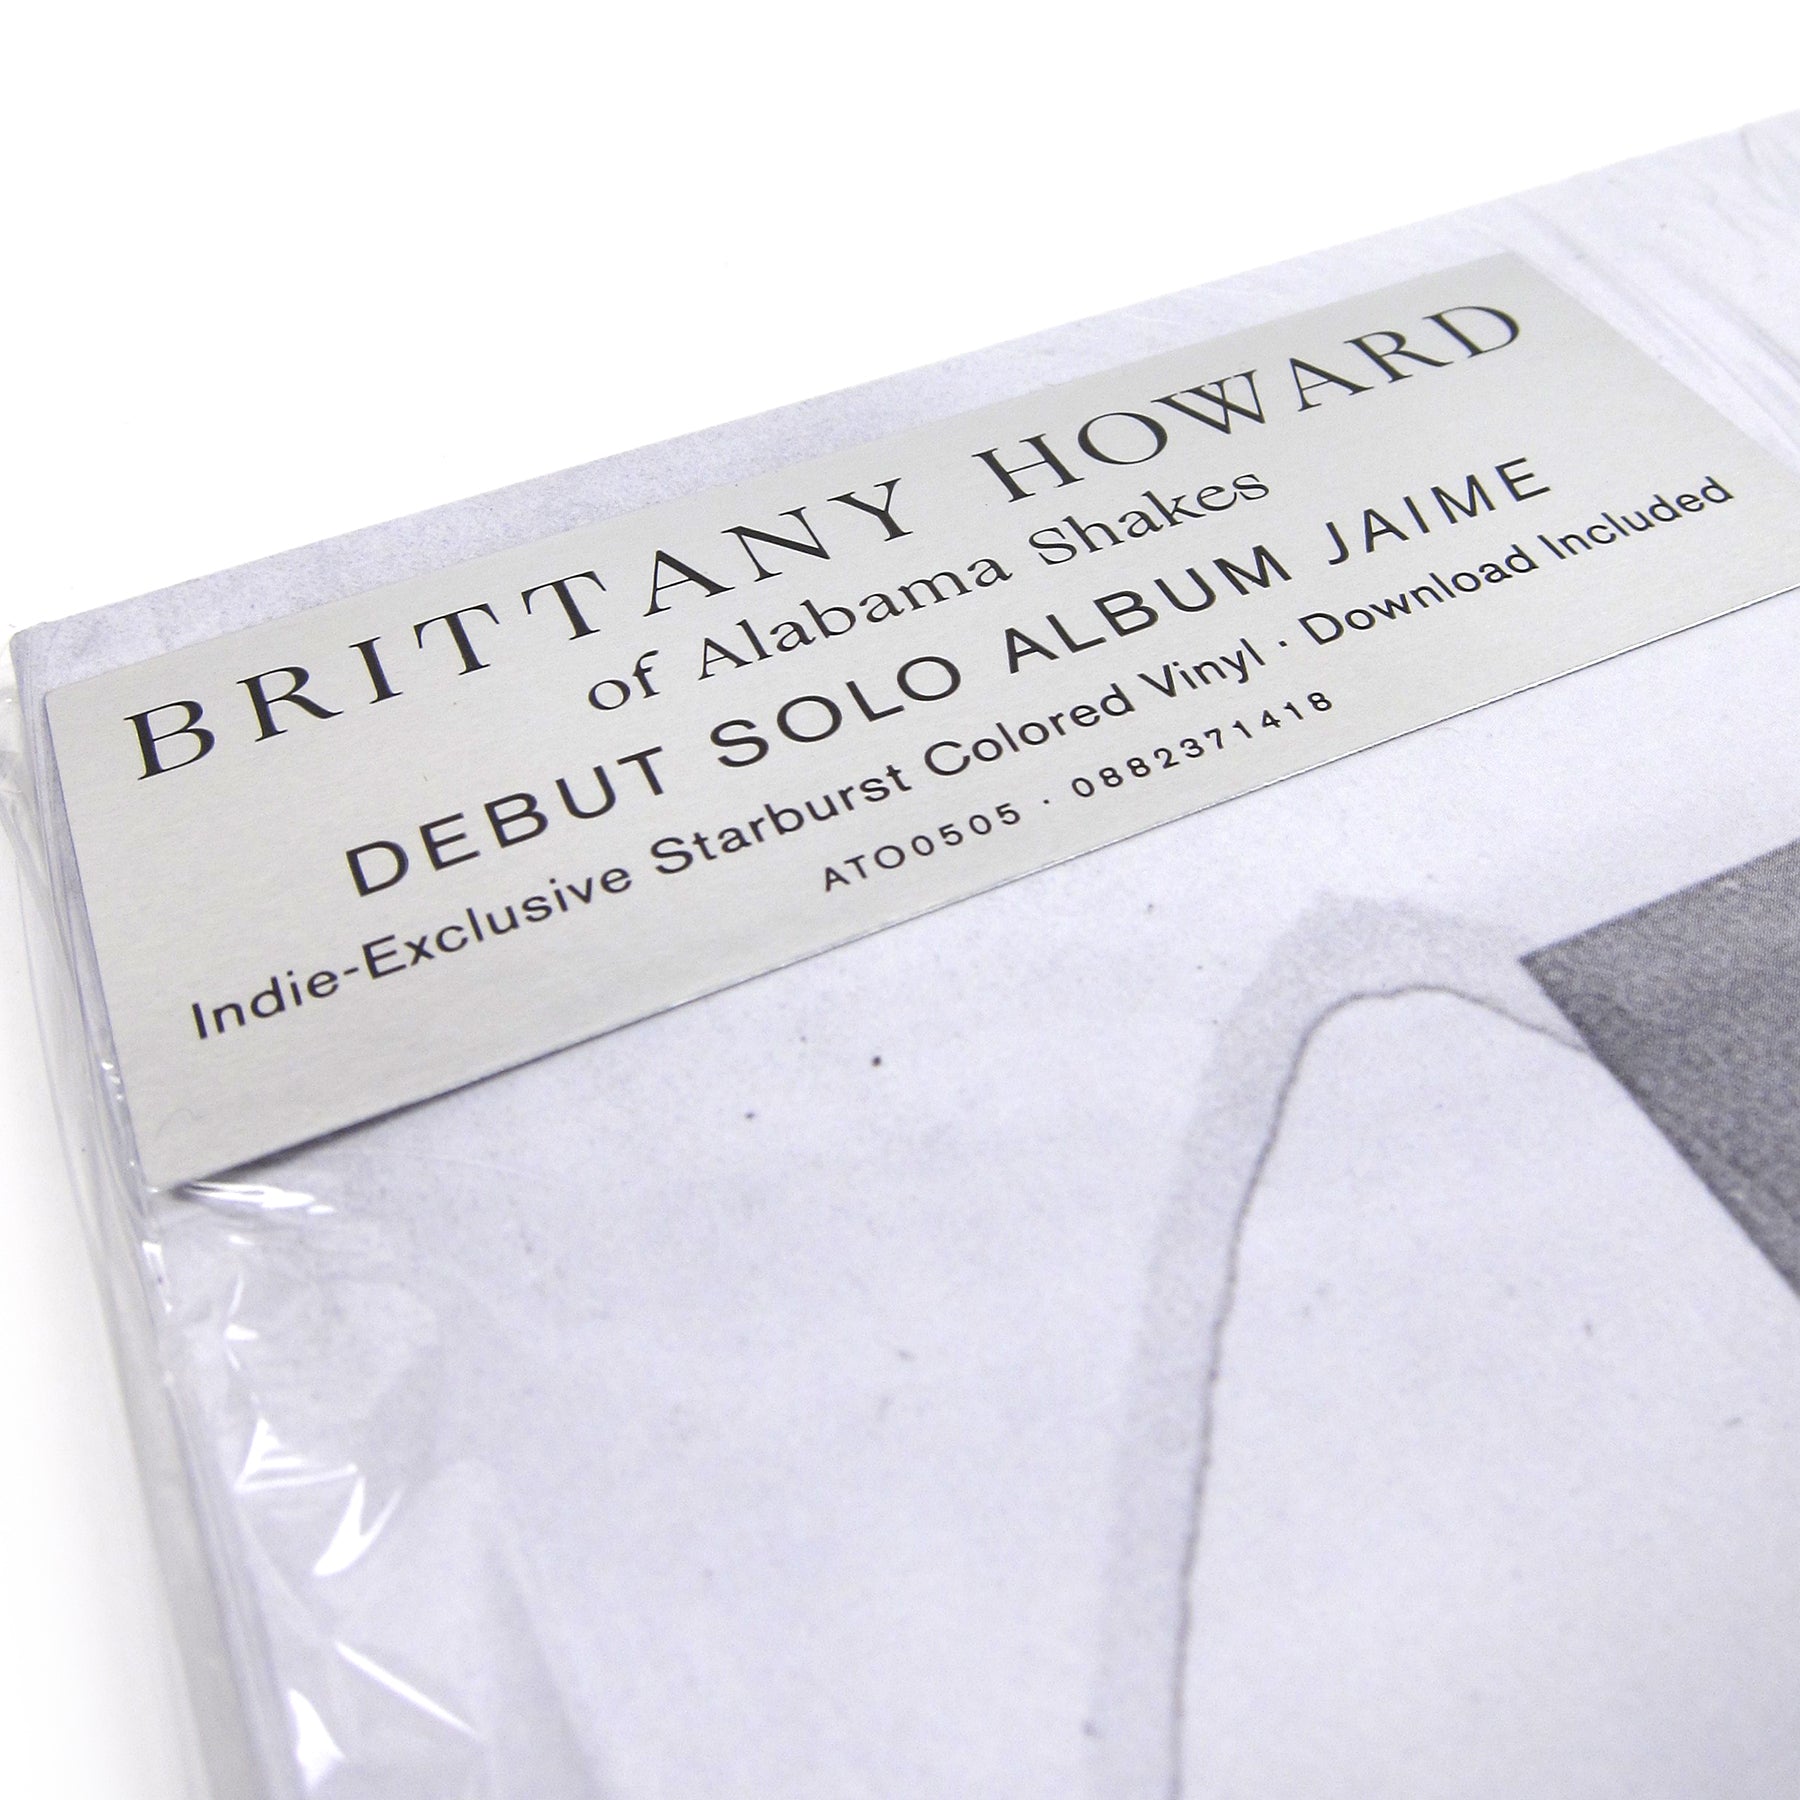 BRITTANY HOWARD
of Alabama Shakes
DEBUT SOLO ALBUM JAIME
Indie-Exclusive Starburst Colored Vinyl · Download Included
ATO0505 · 0882371418